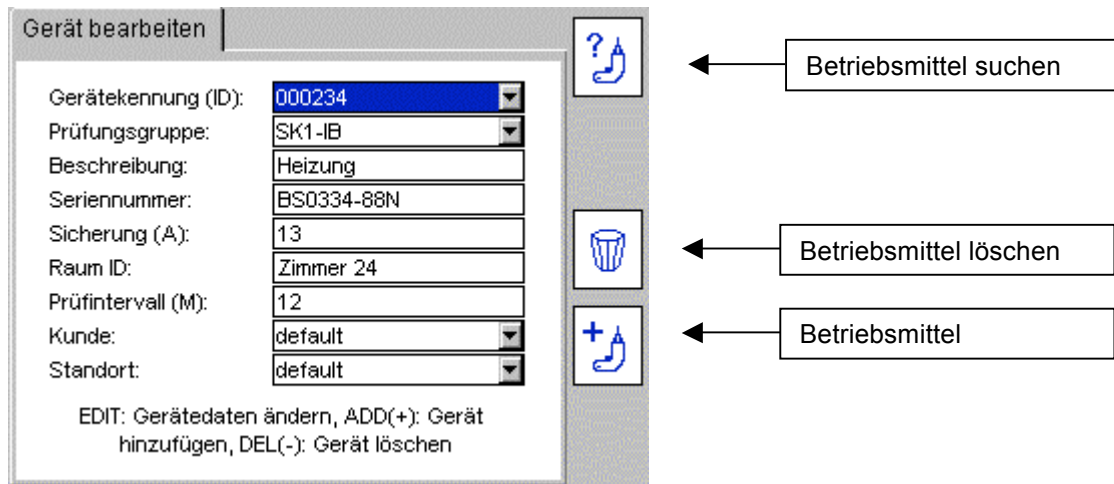 Gerät bearbeiten
?
Betriebsmittel suchen
Gerätekennung (ID): 000234
Prüfungsgruppe: SK1-IB
Beschreibung: Heizung
Seriennummer: BS0334-88N
Sicherung (A): 13
Betriebsmittel löschen
Raum ID: Zimmer 24
Prüfintervall (M): 12
Kunde: default
+
Betriebsmittel
Standort: default
EDIT: Gerätedaten ändern, ADD(+): Gerät
hinzufügen, DEL(-): Gerät löschen